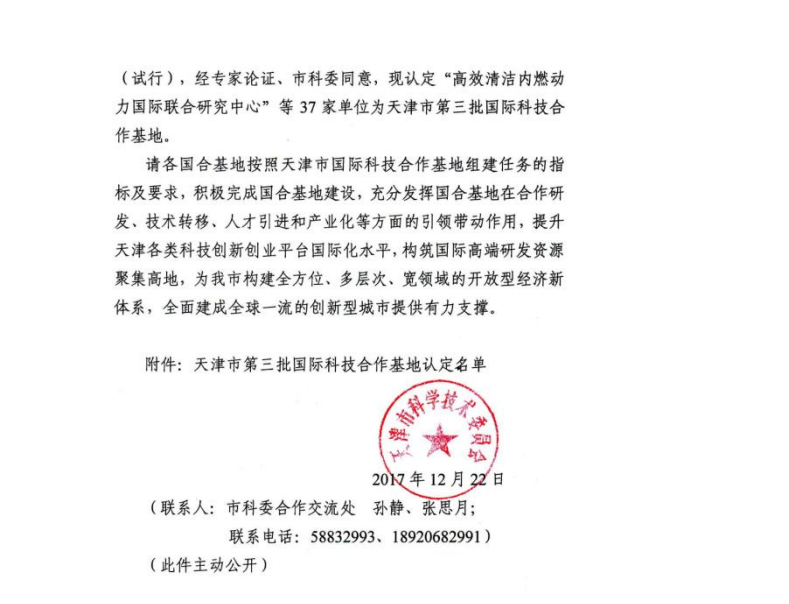 （试行），经专家论证、市科委同意，现认定“高效清洁内燃动
力国际联合研究中心”等 37 家单位为天津市第三批国际科技合
作基地。
请各国合基地按照天津市国际科技合作基地组建任务的指
标及要求，积极完成国合基地建设，充分发挥国合基地在合作研
发、技术转移、人才引进和产业化等方面的引领带动作用，提升
天津各类科技创新创业平台国际化水平，构筑国际高端研发资源
聚集高地，为我市构建全方位、多层次、宽领域的开放型经济新
体系，全面建成全球一流的创新型城市提供有力支撑。
附件：天津市第三批国际科技合作基地认定名单
天津市科学技术委员会
2017 年 12 月 22 日
（联系人：市科委合作交流处 孙静、张思月；
联系电话：58832993、18920682991）
（此件主动公开）